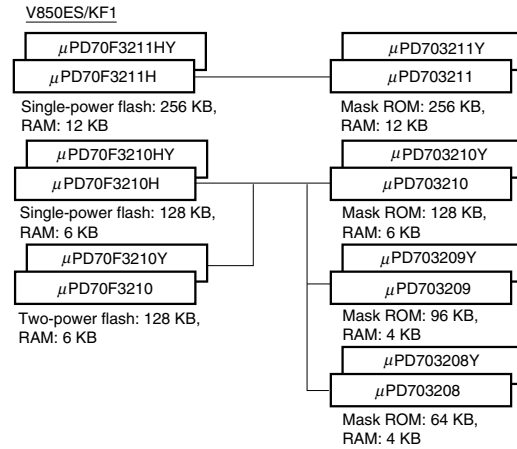 V850ES/KF1
μPD70F3211HY
μPD70F3211H
Single-power flash: 256 KB,
RAM: 12 KB
μPD703211Y
μPD703211
Mask ROM: 256 KB,
RAM: 12 KB
μPD70F3210HY
μPD70F3210H
Single-power flash: 128 KB,
RAM: 6 KB
μPD703210Y
μPD703210
Mask ROM: 128 KB,
RAM: 6 KB
μPD70F3210Y
μPD70F3210
Two-power flash: 128 KB,
RAM: 6 KB
μPD703209Y
μPD703209
Mask ROM: 96 KB,
RAM: 4 KB
μPD703208Y
μPD703208
Mask ROM: 64 KB,
RAM: 4 KB